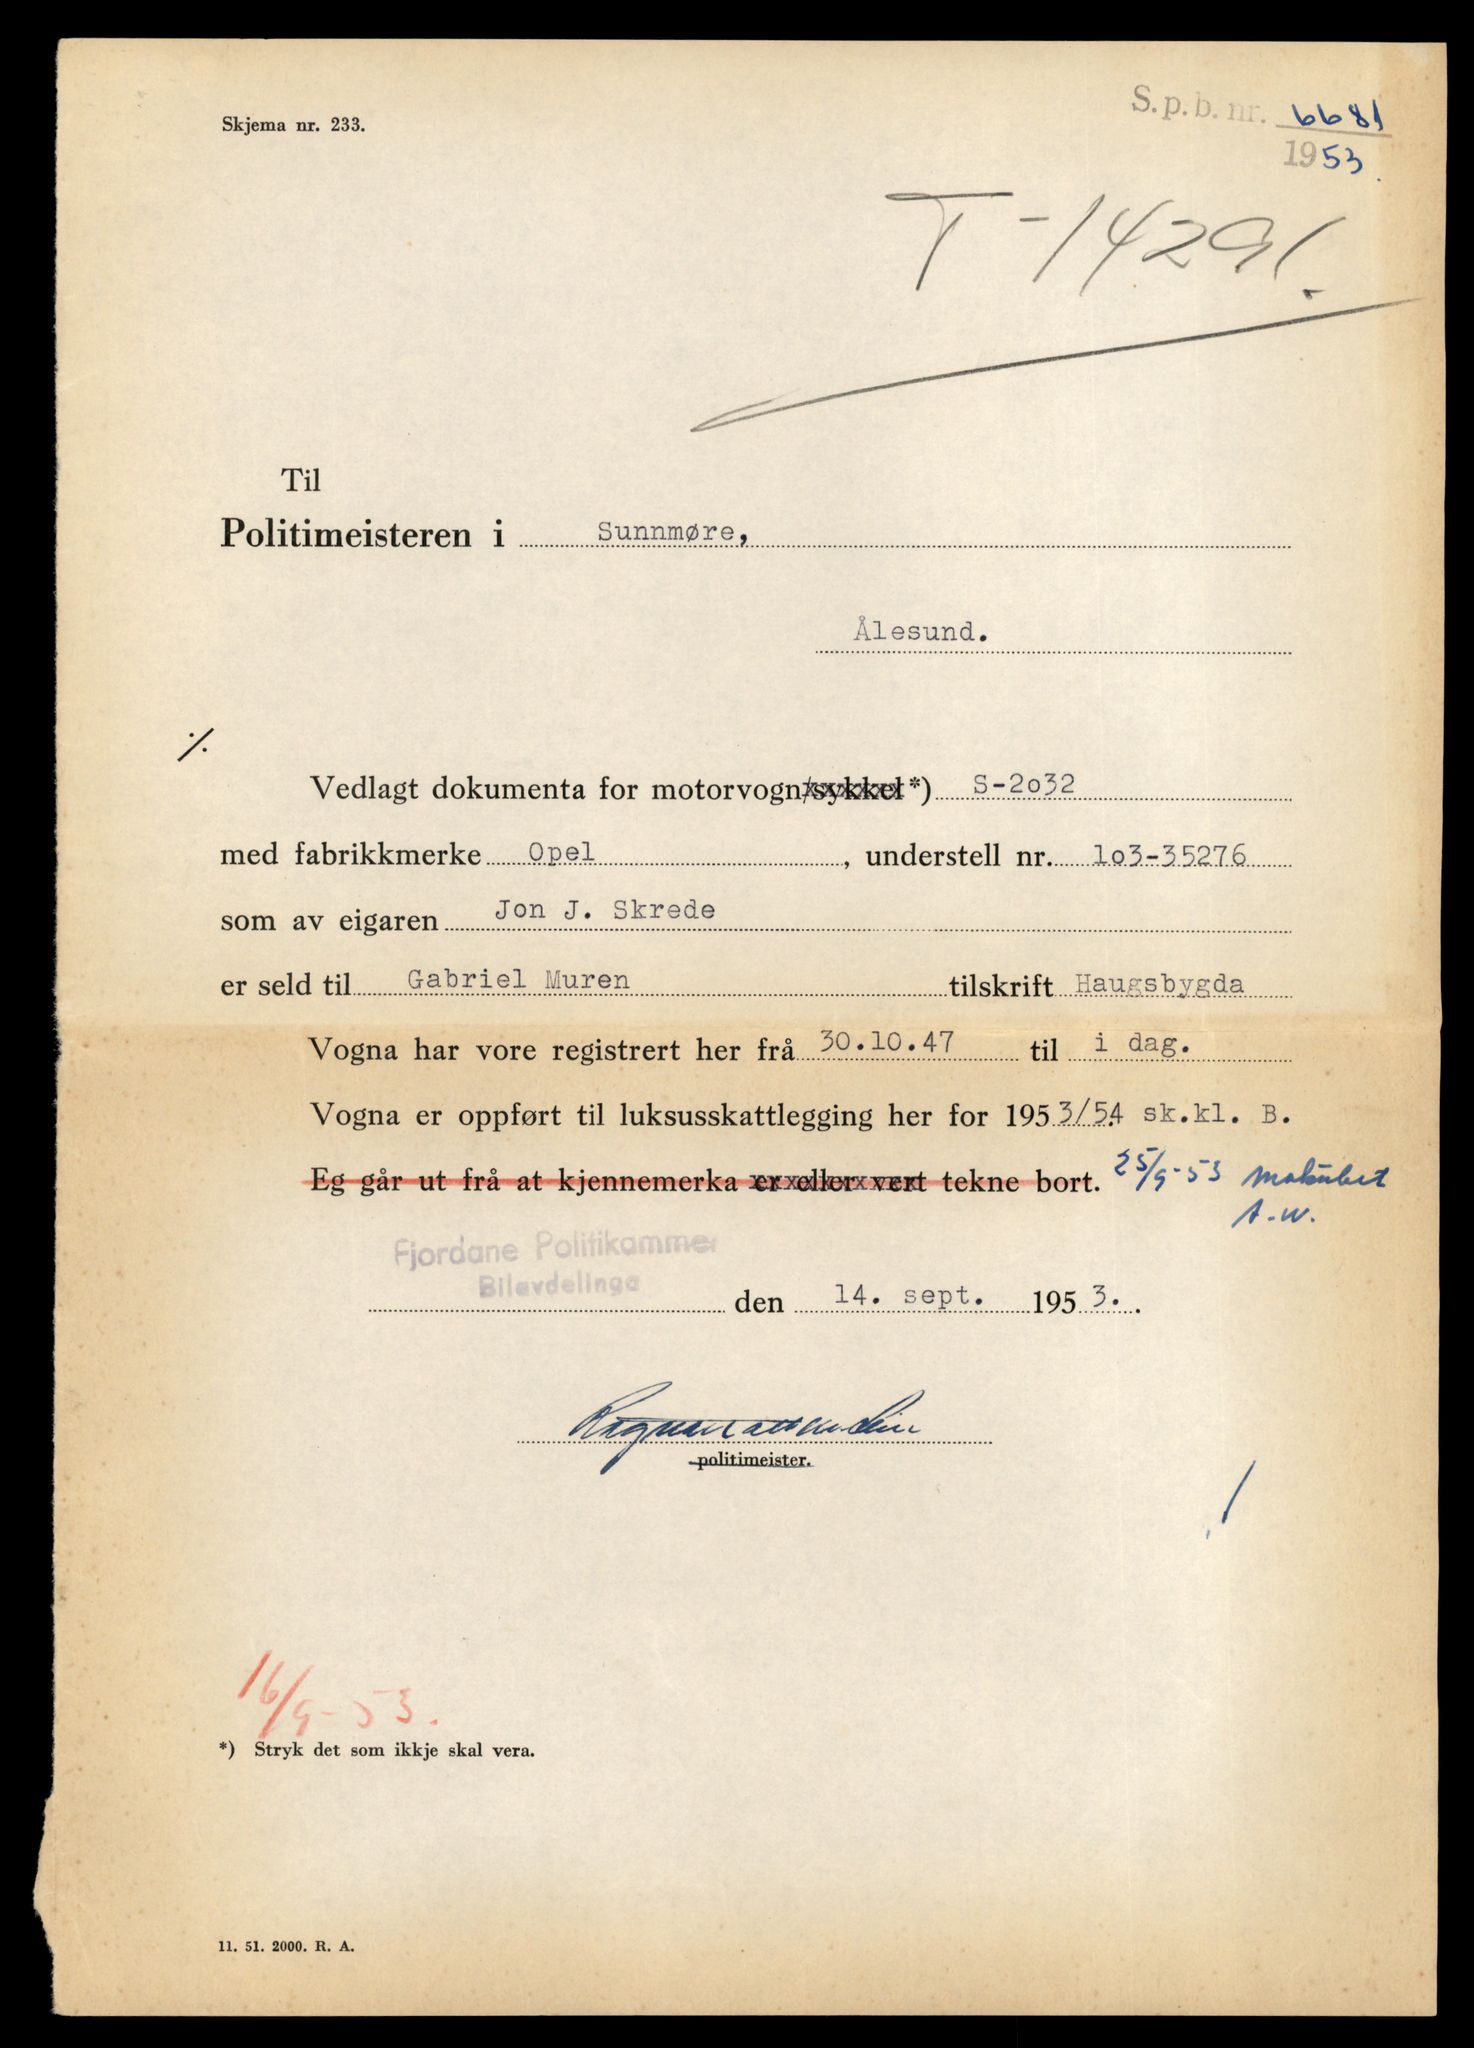 Skjema nr. 233.
S.p.b. nr. 6681
1953.
T-14291.
Til
Politimeisteren i Sunnmøre,
Ålesund.
⁒
Vedlagt dokumenta for motorvogn/sykkel*) S-2o32
med fabrikkmerke Opel, understell nr. 1o3-35276
som av eigaren Jon J. Skrede
er seld til Gabriel Muren tilskrift Haugsbygda
Vogna har vore registrert her frå 30.10.47 til i dag.
Vogna er oppført til luksusskattlegging her for 1953/54 sk.kl. B.
Eg går ut frå at kjennemerka er eller vert tekne bort. 25/9-53 Makulert
A.W.
Fjordane Politikammer
Bilavdelinga
den 14. sept. 1953.
politimeister.
16/9-53.
*) Stryk det som ikkje skal vera.
11. 51. 2000. R. A.